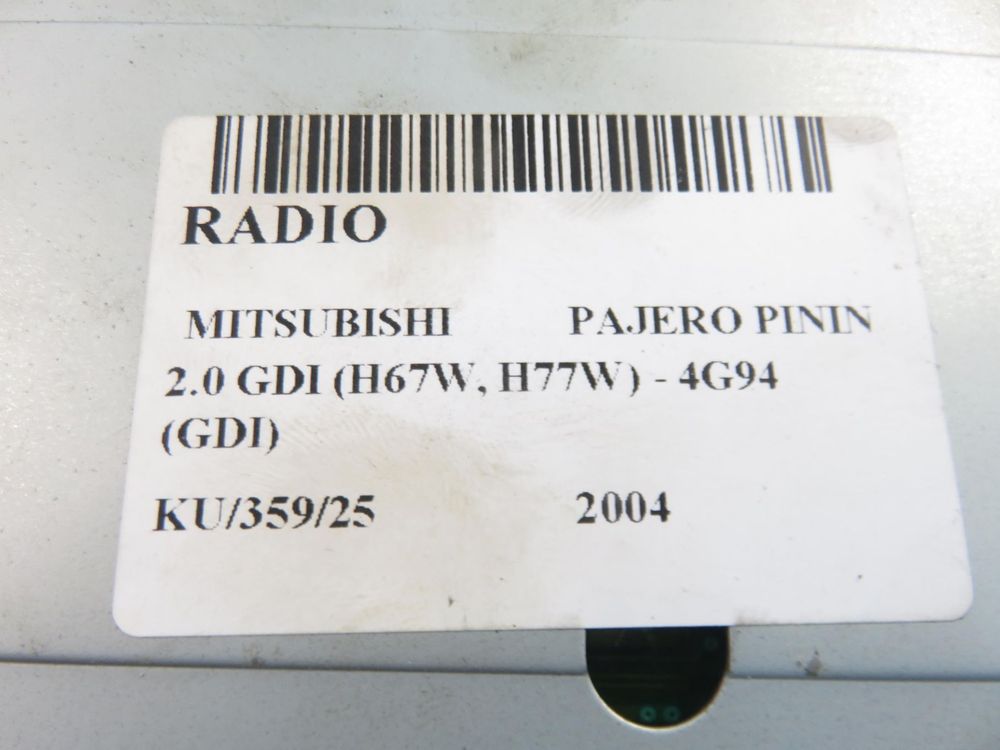 RADIO
MITSUBISHI PAJERO PININ
2.0 GDI (H67W, H77W) - 4G94
(GDI)
KU/359/25 2004